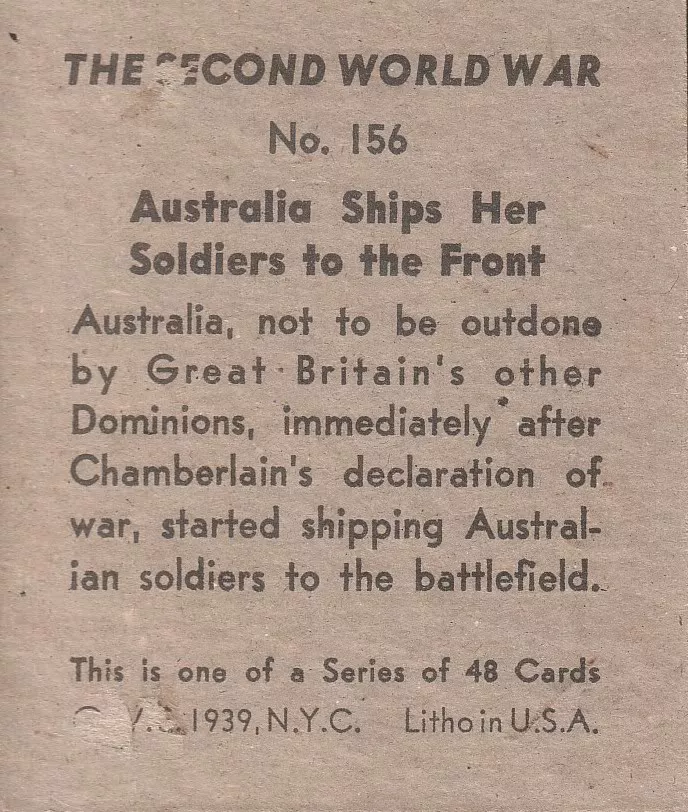 THE SECOND WORLD WAR
No. 156
Australia Ships Her
Soldiers to the Front
Australia, not to be outdone
by Great Britain's other
Dominions, immediately after
Chamberlain's declaration of
war, started shipping Austral-
ian soldiers to the battlefield.
This is one of a Series of 48 Cards
1939, N.Y.C. Litho in U.S.A.